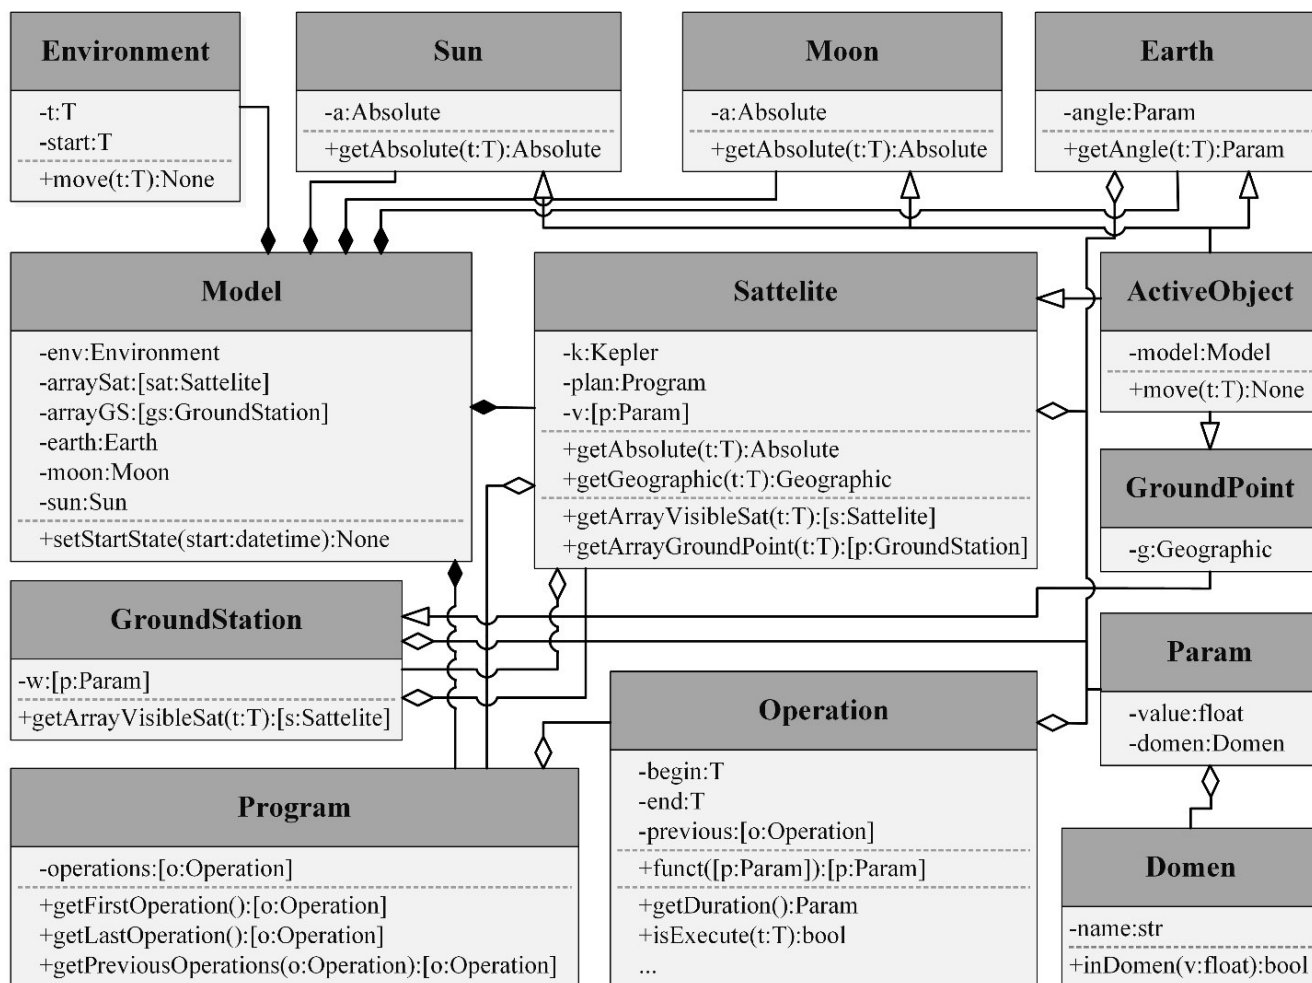 Environment
-t:T
-start:T
+move(t:T):None
Sun
-a:Absolute
+getAbsolute(t:T):Absolute
Moon
-a:Absolute
+getAbsolute(t:T):Absolute
Earth
-angle:Param
+getAngle(t:T):Param
Model
-env:Environment
-arraySat:[sat:Sattelite]
-arrayGS:[gs:GroundStation]
-earth:Earth
-moon:Moon
-sun:Sun
+setStartState(start:datetime):None
Sattelite
-k:Kepler
-plan:Program
-v:[p:Param]
+getAbsolute(t:T):Absolute
+getGeographic(t:T):Geographic
+getArrayVisibleSat(t:T):[s:Sattelite]
+getArrayGroundPoint(t:T):[p:GroundStation]
ActiveObject
-model:Model
+move(t:T):None
GroundPoint
-g:Geographic
GroundStation
-w:[p:Param]
+getArrayVisibleSat(t:T):[s:Sattelite]
Param
-value:float
-domen:Domen
Program
-operations:[o:Operation]
+getFirstOperation():[o:Operation]
+getLastOperation():[o:Operation]
+getPreviousOperations(o:Operation):[o:Operation]
Operation
-begin:T
-end:T
-previous:[o:Operation]
+funct([p:Param]):[p:Param]
+getDuration():Param
+isExecute(t:T):bool
...
Domen
-name:str
+inDomen(v:float):bool